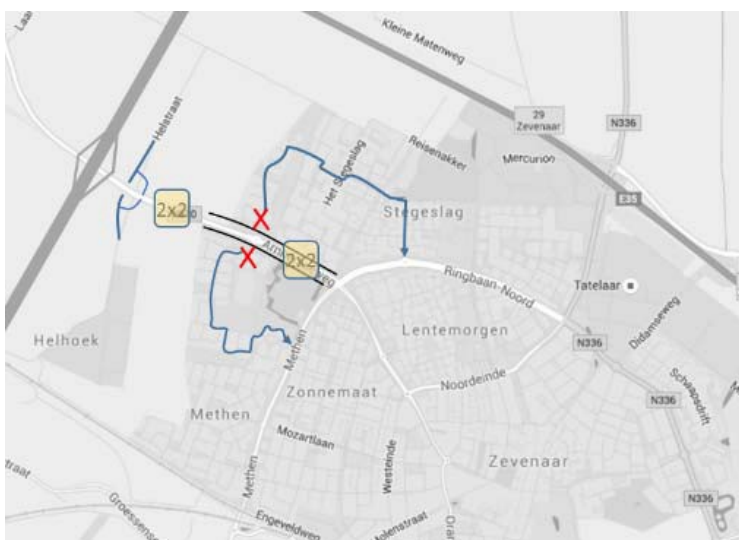 Kleine Matenweg
Helstraat
29
Zevenaar
N336
Reisenakker
Mercurion
Het Stegeslag
E35
Stegeslag
2x2
2x2
Ringbaan-Noord
Tatelaar
Didamseweg
Helhoek
Lentemorgen
N336
Methen
Schaapsdrift
Zonnemaat
Noordeinde
N336
Methen
Mozartlaan
Westeinde
Zevenaar
Methen
N336
Engeveldweg